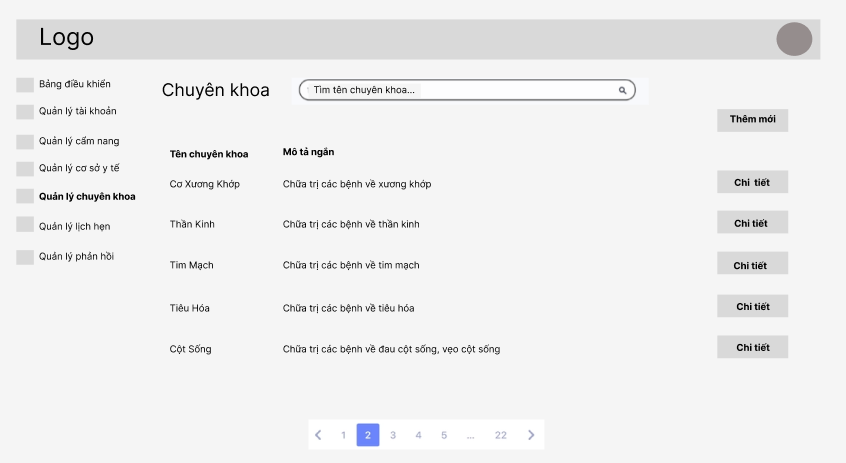 Logo
Bảng điều khiển
Quản lý tài khoản
Quản lý cẩm nang
Quản lý cơ sở y tế
Quản lý chuyên khoa
Quản lý lịch hẹn
Quản lý phản hồi
Chuyên khoa
Tìm tên chuyên khoa...
Thêm mới
Tên chuyên khoa Mô tả ngắn
Cơ Xương Khớp Chữa trị các bệnh về xương khớp Chi tiết
Thần Kinh Chữa trị các bệnh về thần kinh Chi tiết
Tim Mạch Chữa trị các bệnh về tim mạch Chi tiết
Tiêu Hóa Chữa trị các bệnh về tiêu hóa Chi tiết
Cột Sống Chữa trị các bệnh về đau cột sống, vẹo cột sống Chi tiết
1 2 3 4 5 ... 22